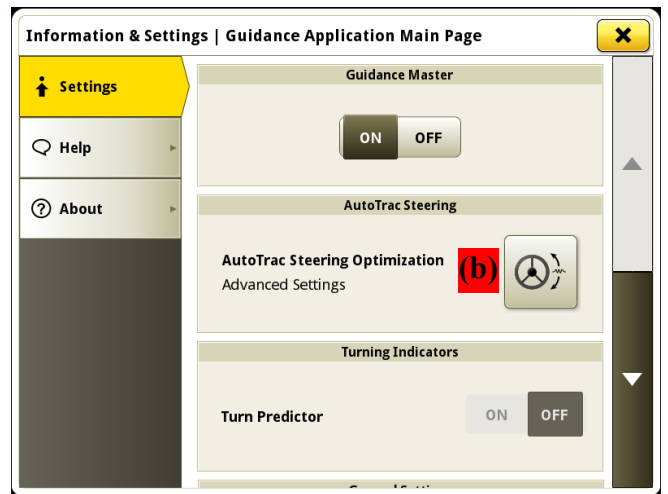 Information & Settings | Guidance Application Main Page
Settings
Help
About
Guidance Master
ON OFF
AutoTrac Steering
AutoTrac Steering Optimization
Advanced Settings
(b)
Turning Indicators
Turn Predictor
ON OFF